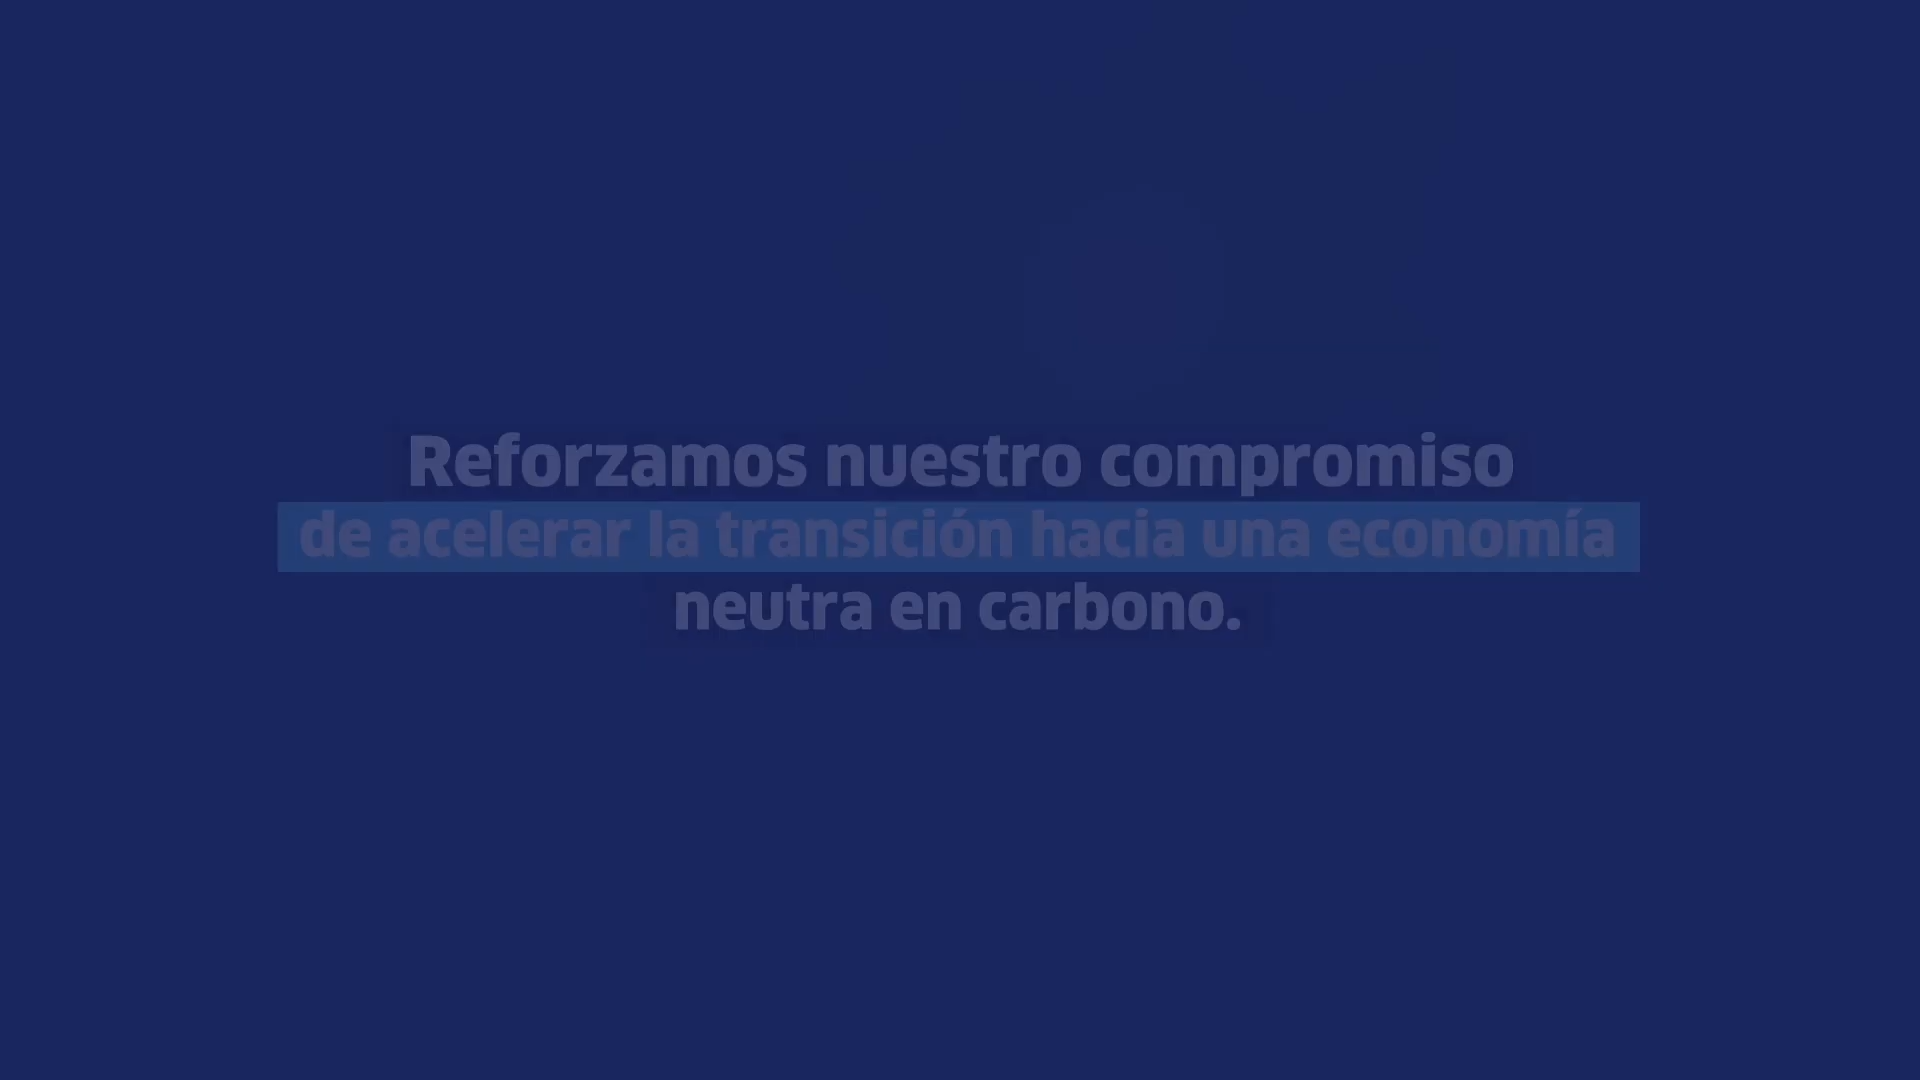 Reforzamos nuestro compromiso
de acelerar la transición hacia una economía
neutra en carbono.